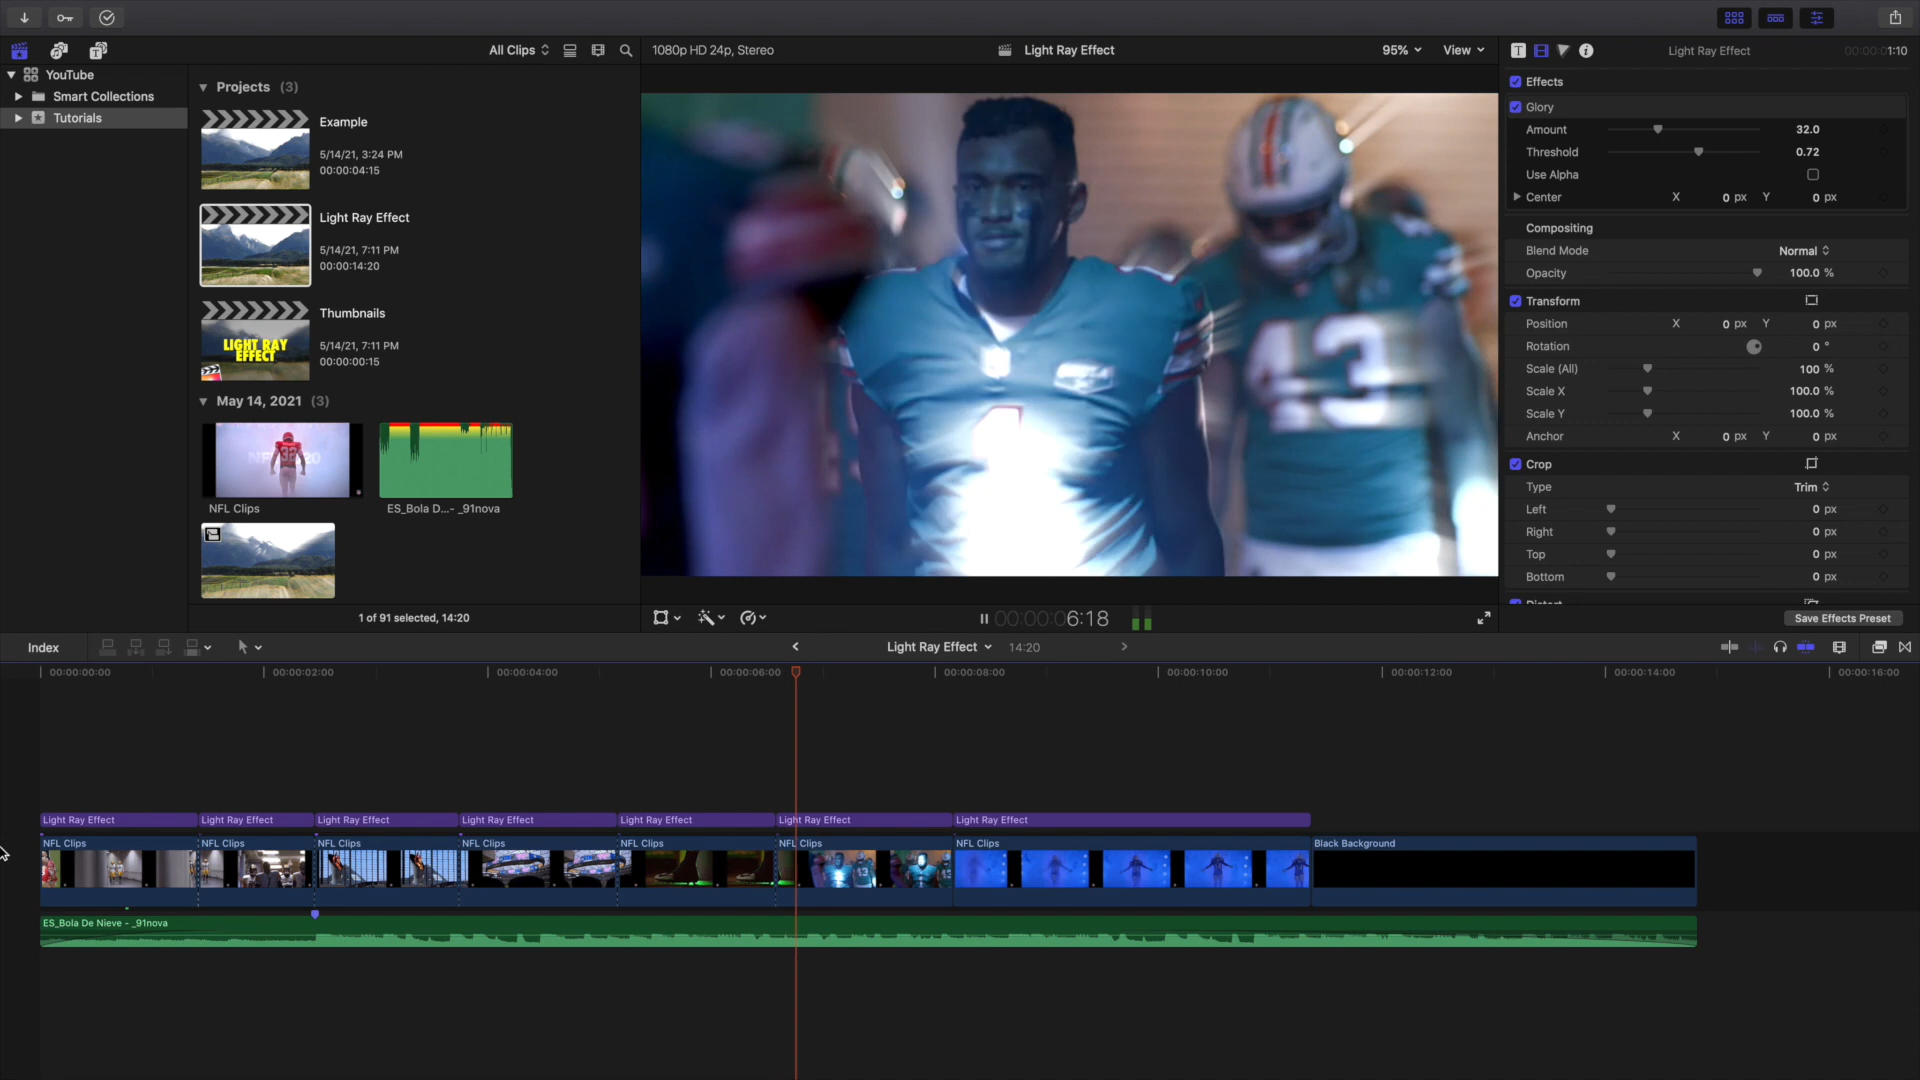 All Clips
1080p HD 24p, Stereo
Light Ray Effect
95%
View
Light Ray Effect
00:00:01:10
YouTube
Smart Collections
Tutorials
Projects (3)
Example
5/14/21, 3:24 PM
00:00:04:15
Light Ray Effect
5/14/21, 7:11 PM
00:00:14:20
Thumbnails
5/14/21, 7:11 PM
00:00:00:15
LIGHT RAY
EFFECT
May 14, 2021 (3)
NFL Clips
ES_Bola D...- _91nova
1 of 91 selected, 14:20
43
Effects
Glory
Amount 32.0
Threshold 0.72
Use Alpha
Center X 0 px Y 0 px
Compositing
Blend Mode Normal
Opacity 100.0 %
Transform
Position X 0 px Y 0 px
Rotation 0 °
Scale (All) 100 %
Scale X 100.0 %
Scale Y 100.0 %
Anchor X 0 px Y 0 px
Crop
Type Trim
Left 0 px
Right 0 px
Top 0 px
Bottom 0 px
Distort
Save Effects Preset
00:00:06:18
Index
Light Ray Effect 14:20
00:00:00:00 00:00:02:00 00:00:04:00 00:00:06:00 00:00:08:00 00:00:10:00 00:00:12:00 00:00:14:00 00:00:16:00
Light Ray Effect Light Ray Effect Light Ray Effect Light Ray Effect Light Ray Effect Light Ray Effect Light Ray Effect
NFL Clips NFL Clips NFL Clips NFL Clips NFL Clips NFL Clips NFL Clips Black Background
ES_Bola De Nieve - _91nova